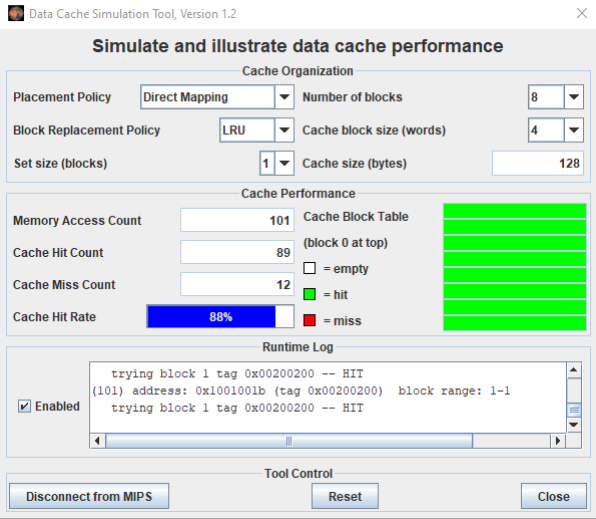 Data Cache Simulation Tool, Version 1.2
Simulate and illustrate data cache performance
Cache Organization
Placement Policy Direct Mapping Number of blocks 8
Block Replacement Policy LRU Cache block size (words) 4
Set size (blocks) 1 Cache size (bytes) 128
Cache Performance
Memory Access Count 101 Cache Block Table
Cache Hit Count 89 (block 0 at top)
= empty
Cache Miss Count 12 = hit
Cache Hit Rate 88% = miss
Runtime Log
trying block 1 tag 0x00200200 -- HIT
(101) address: 0x1001001b (tag 0x00200200) block range: 1-1
trying block 1 tag 0x00200200 -- HIT
Enabled
Tool Control
Disconnect from MIPS Reset Close